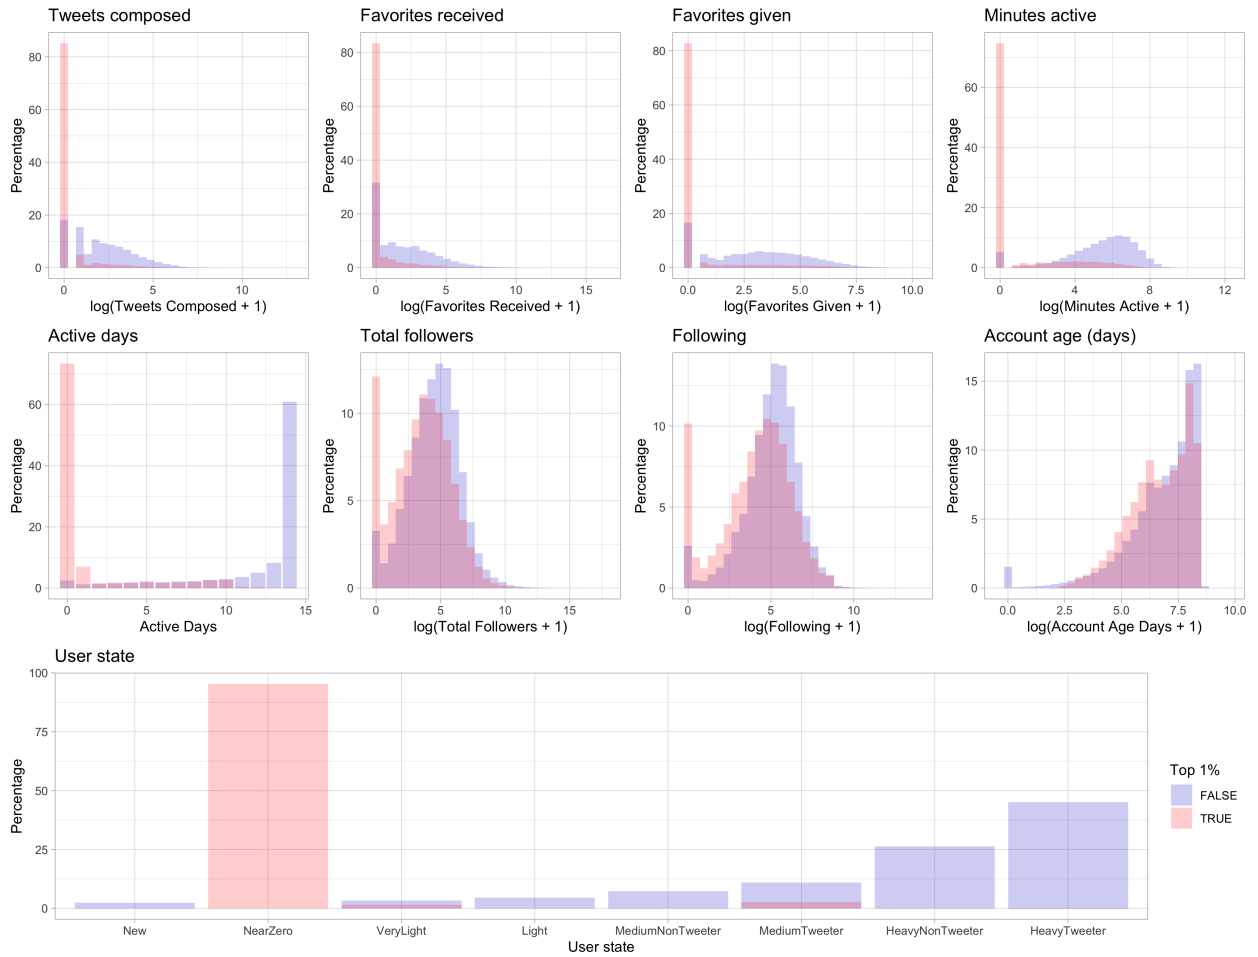 Tweets composed
Favorites received
Favorites given
Minutes active
Percentage
80
60
40
20
0
0
5
10
log(Tweets Composed + 1)
Percentage
80
60
40
20
0
0
5
10
15
log(Favorites Received + 1)
Percentage
80
60
40
20
0
0.0
2.5
5.0
7.5
10.0
log(Favorites Given + 1)
Percentage
60
40
20
0
0
4
8
12
log(Minutes Active + 1)
Active days
Total followers
Following
Account age (days)
Percentage
60
40
20
0
0
5
10
15
Active Days
Percentage
10
5
0
0
5
10
15
log(Total Followers + 1)
Percentage
10
5
0
0
5
10
log(Following + 1)
Percentage
15
10
5
0
0.0
2.5
5.0
7.5
10.0
log(Account Age Days + 1)
User state
Percentage
100
75
50
25
0
New
NearZero
VeryLight
Light
MediumNonTweeter
MediumTweeter
HeavyNonTweeter
HeavyTweeter
User state
Top 1%
FALSE
TRUE